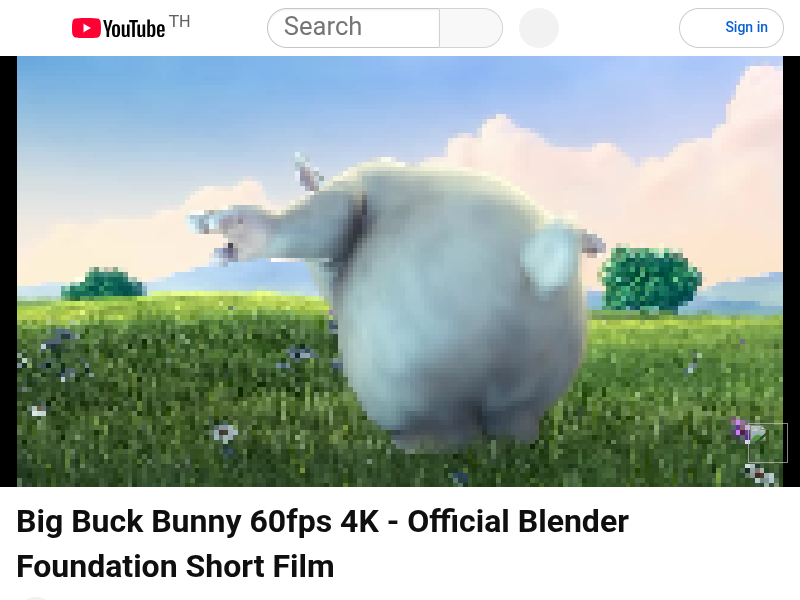 YouTube TH
Search
Sign in
Big Buck Bunny 60fps 4K - Official Blender
Foundation Short Film